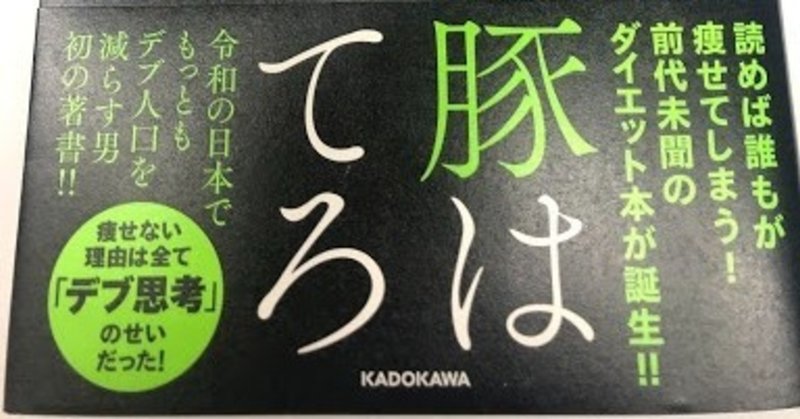 読めば誰もが
痩せてしまう！
前代未聞の
ダイエット本が誕生!!
豚は
てろ
令和の日本で
もっとも
デブ人口を
減らす男
初の著書!!
痩せない
理由は全て
「デブ思考」
のせい
だった！
KADOKAWA